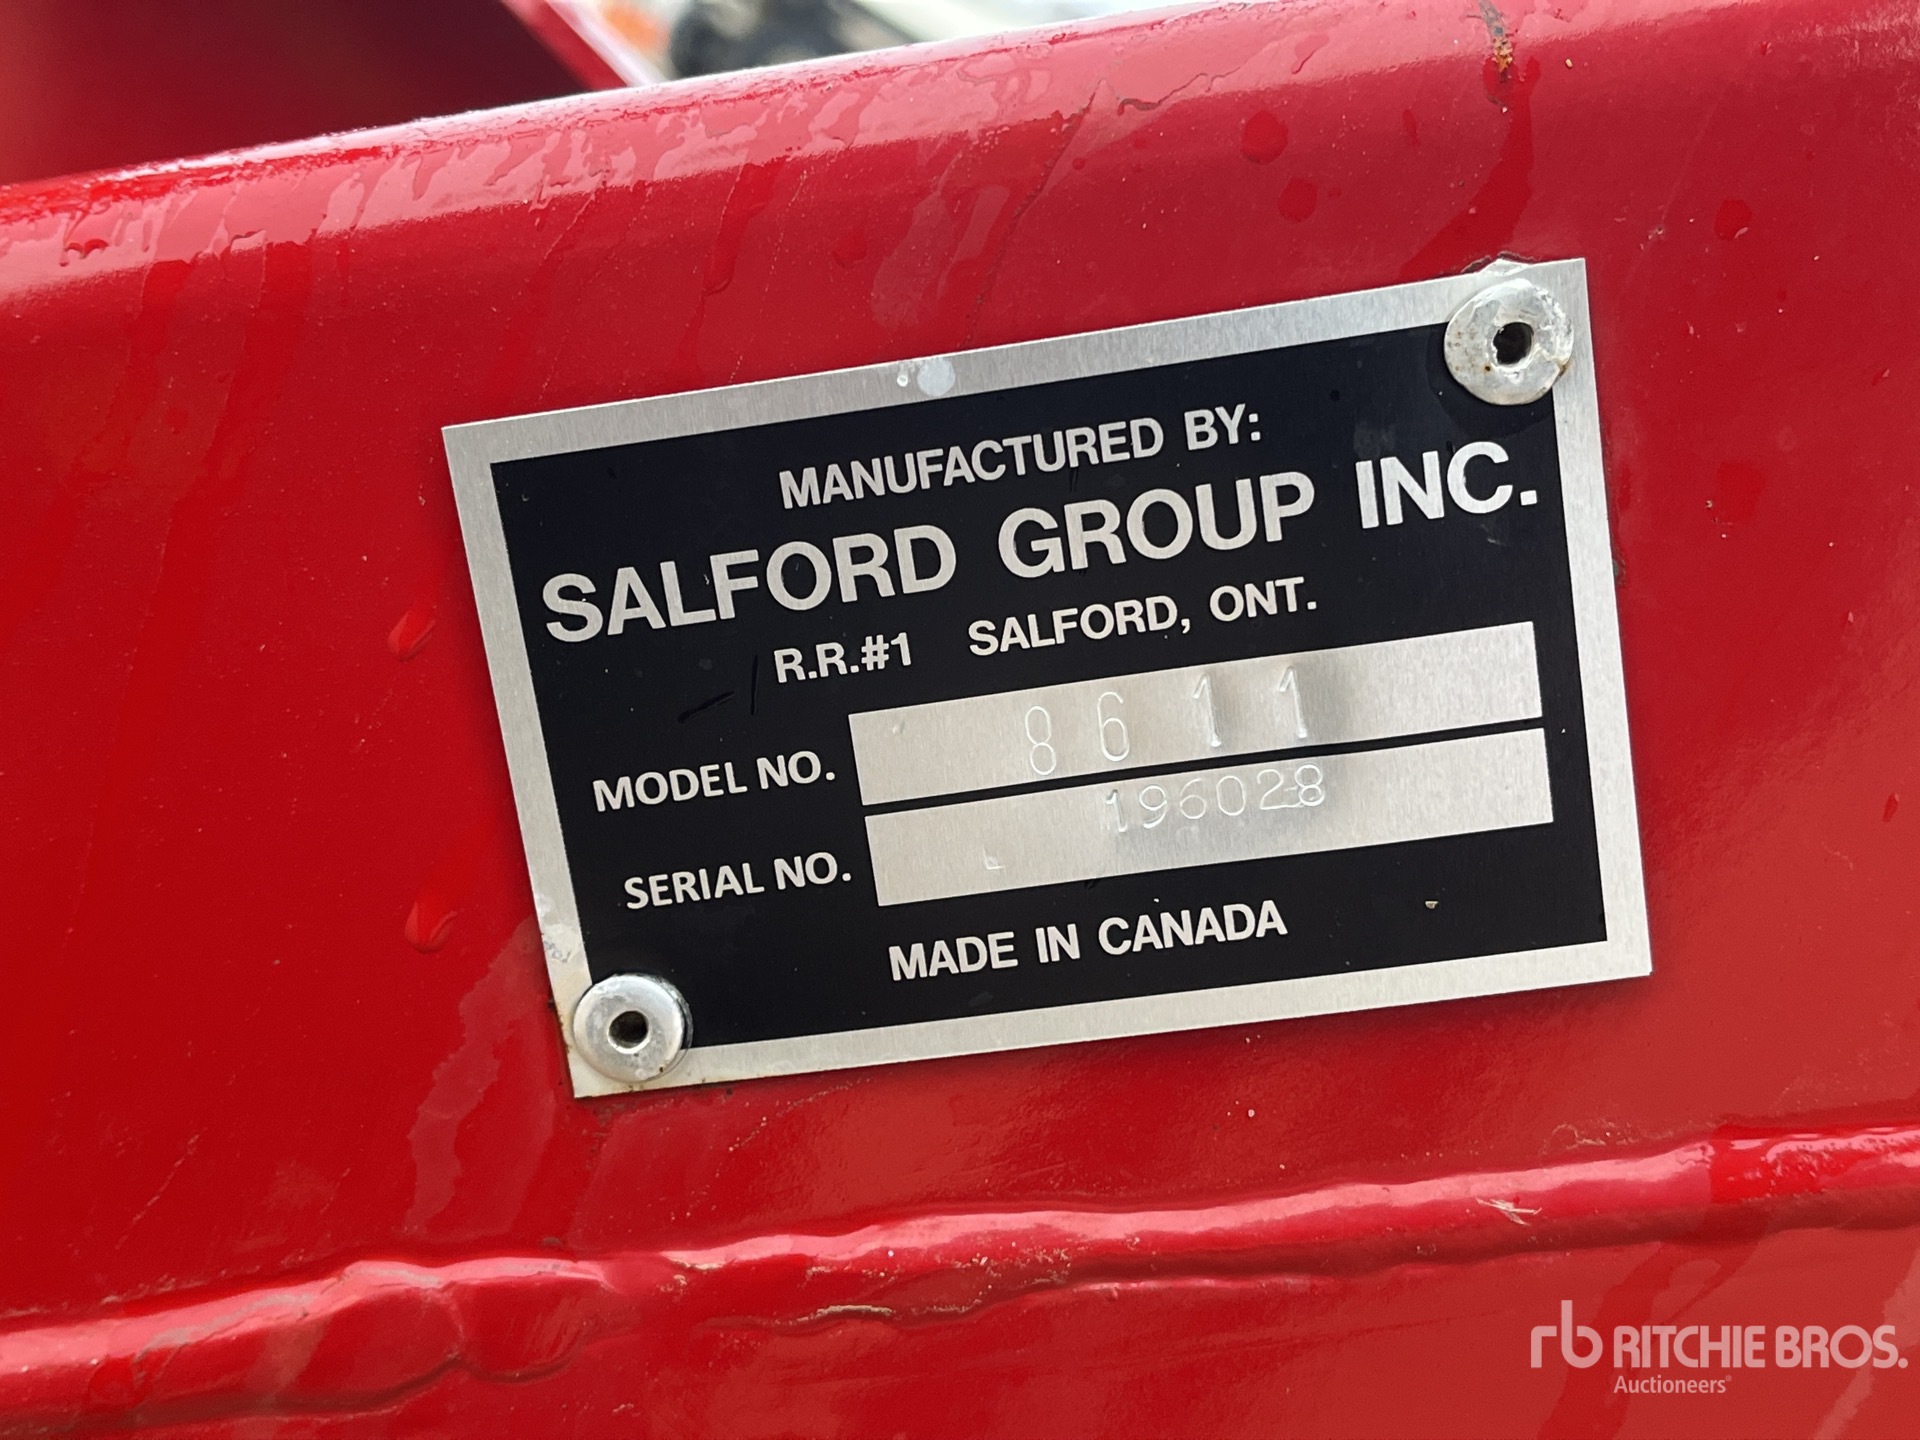 MANUFACTURED BY:
SALFORD GROUP INC.
R.R.#1 SALFORD, ONT.
MODEL NO. 8611
SERIAL NO. 196028
MADE IN CANADA
rb RITCHIE BROS.
Auctioneers